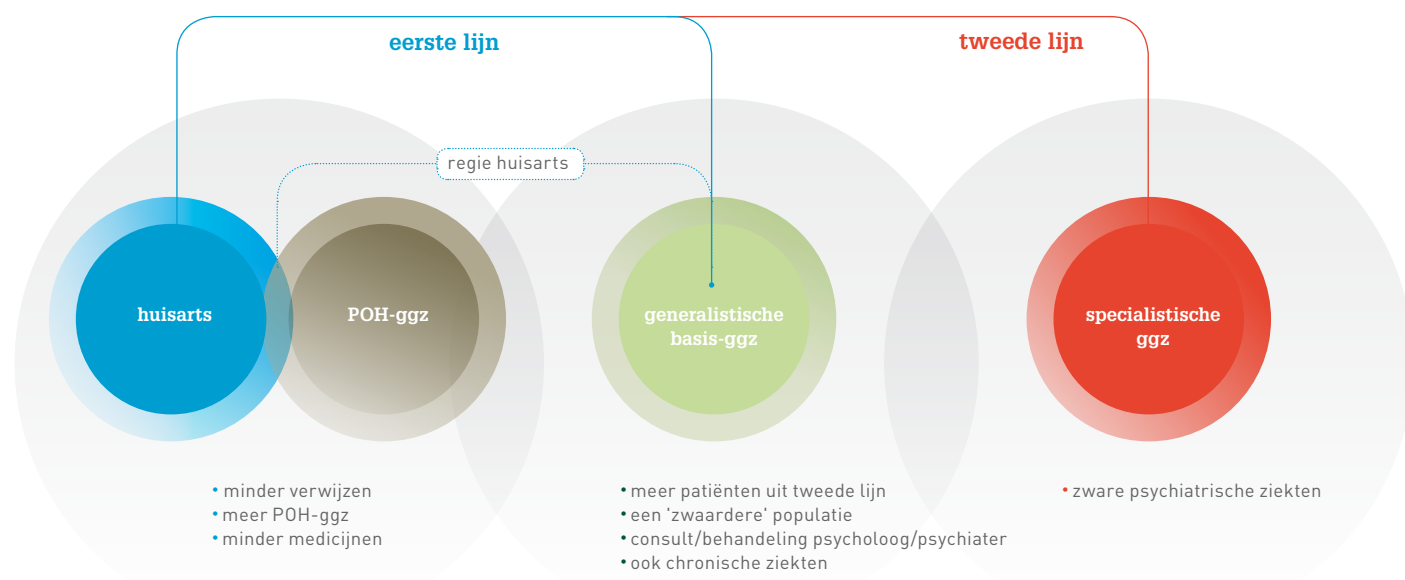 eerste lijn
tweede lijn
regie huisarts
huisarts
POH-ggz
generalistische
basis-ggz
specialistische
ggz
• minder verwijzen
• meer POH-ggz
• minder medicijnen
• meer patiënten uit tweede lijn
• een 'zwaardere' populatie
• consult/behandeling psycholoog/psychiater
• ook chronische ziekten
• zware psychiatrische ziekten